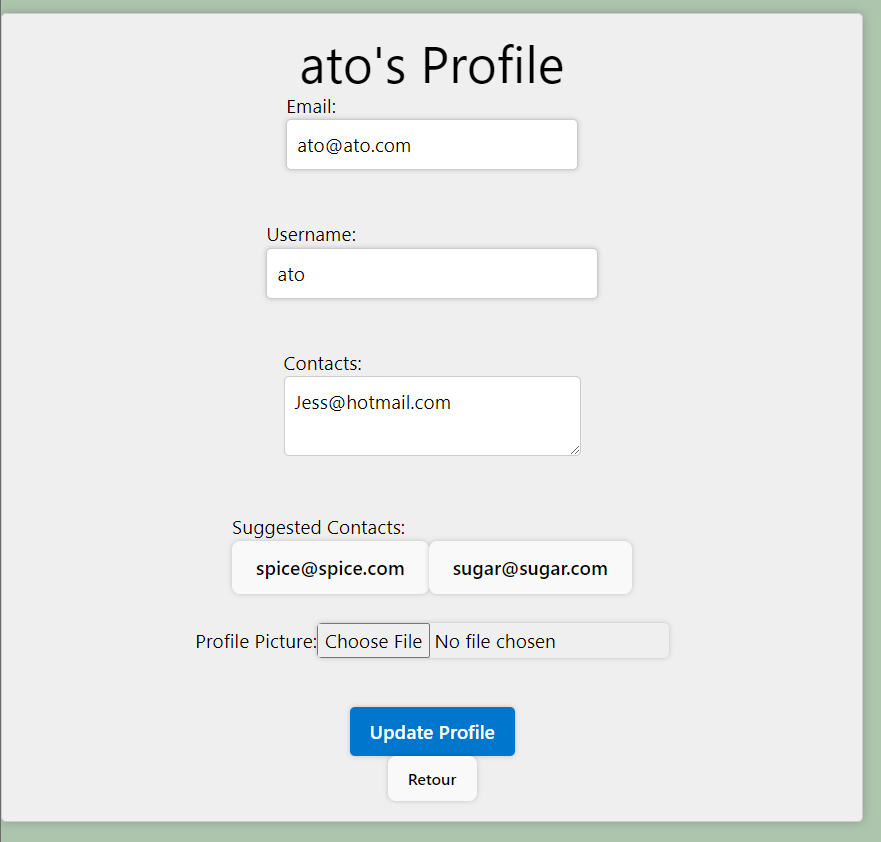 ato's Profile
Email:
ato@ato.com
Username:
ato
Contacts:
Jess@hotmail.com
Suggested Contacts:
spice@spice.com sugar@sugar.com
Profile Picture: Choose File No file chosen
Update Profile
Retour